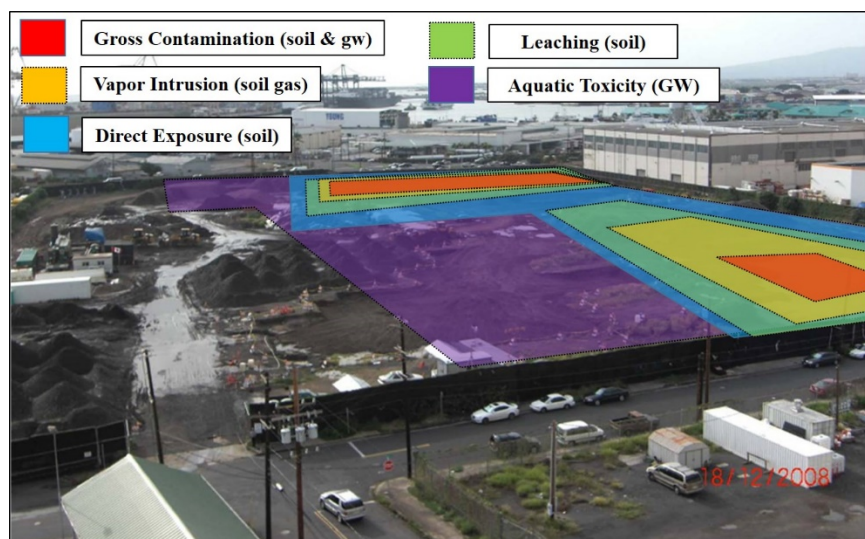 Gross Contamination (soil & gw)
Leaching (soil)
Vapor Intrusion (soil gas)
Aquatic Toxicity (GW)
Direct Exposure (soil)
18/12/2008